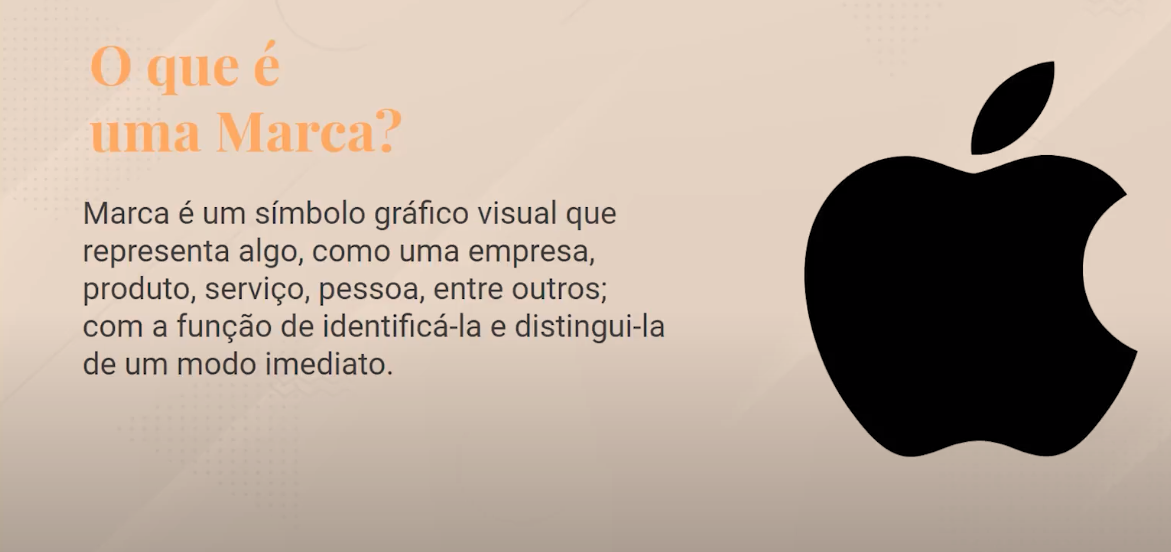 O que é
uma Marca?
Marca é um símbolo gráfico visual que
representa algo, como uma empresa,
produto, serviço, pessoa, entre outros;
com a função de identificá-la e distingui-la
de um modo imediato.